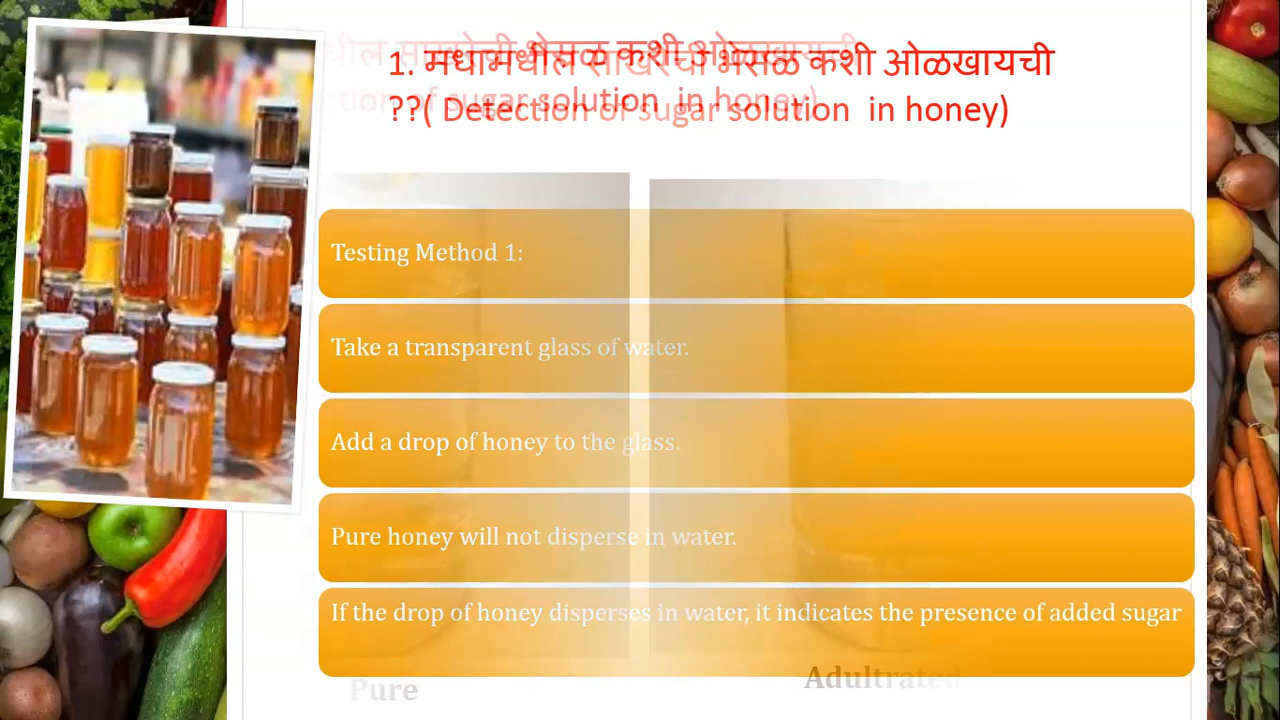 1. मधामधील साखरेची भेसळ कशी ओळखायची
??( Detection of sugar solution in honey)
Testing Method 1:
Take a transparent glass of water.
Add a drop of honey to the glass.
Pure honey will not disperse in water.
If the drop of honey disperses in water, it indicates the presence of added sugar
Pure
Adultrated